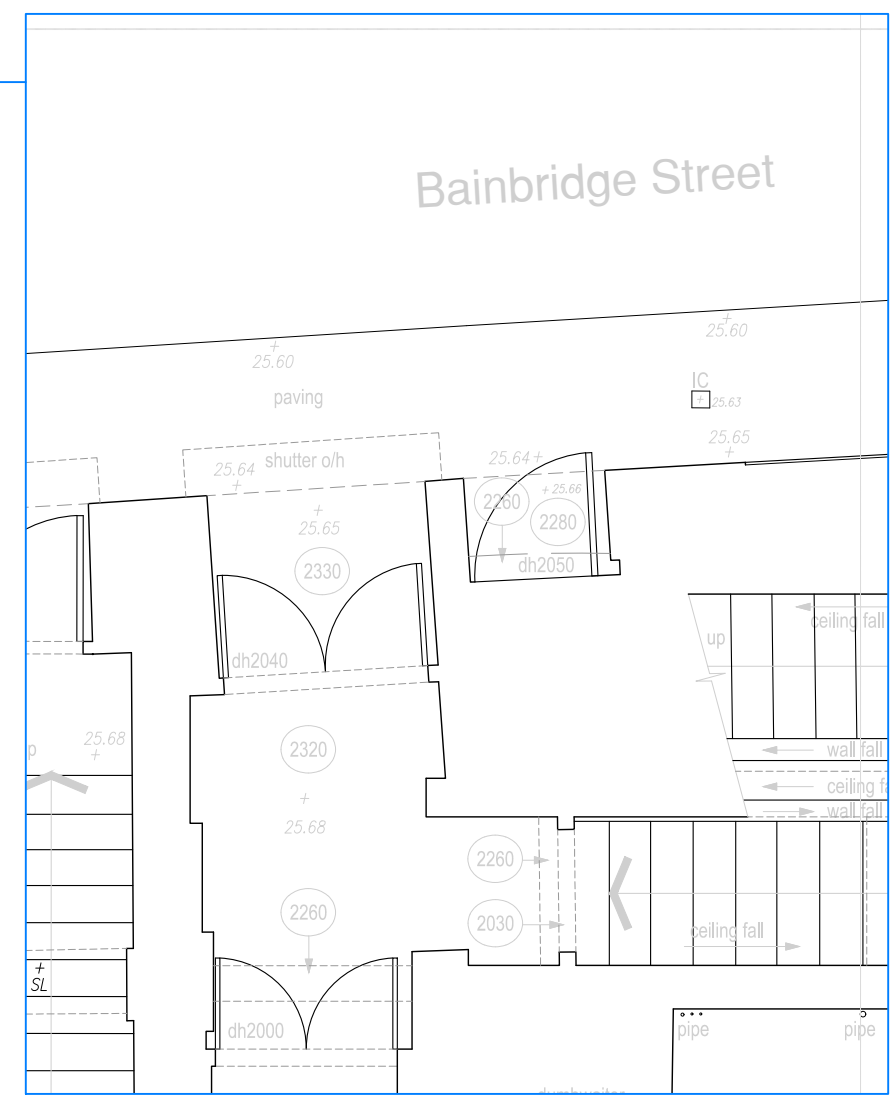 Bainbridge Street
25.60
25.60
paving
IC
25.63
25.65
shutter o/h
25.64
25.64
25.66
2260
2280
25.65
2330
dh2050
ceiling fall
up
dh2040
25.68
2320
wall fall
25.68
ceiling fa
wall fall
2260
2260
2030
ceiling fall
SL
dh2000
pipe
pipe